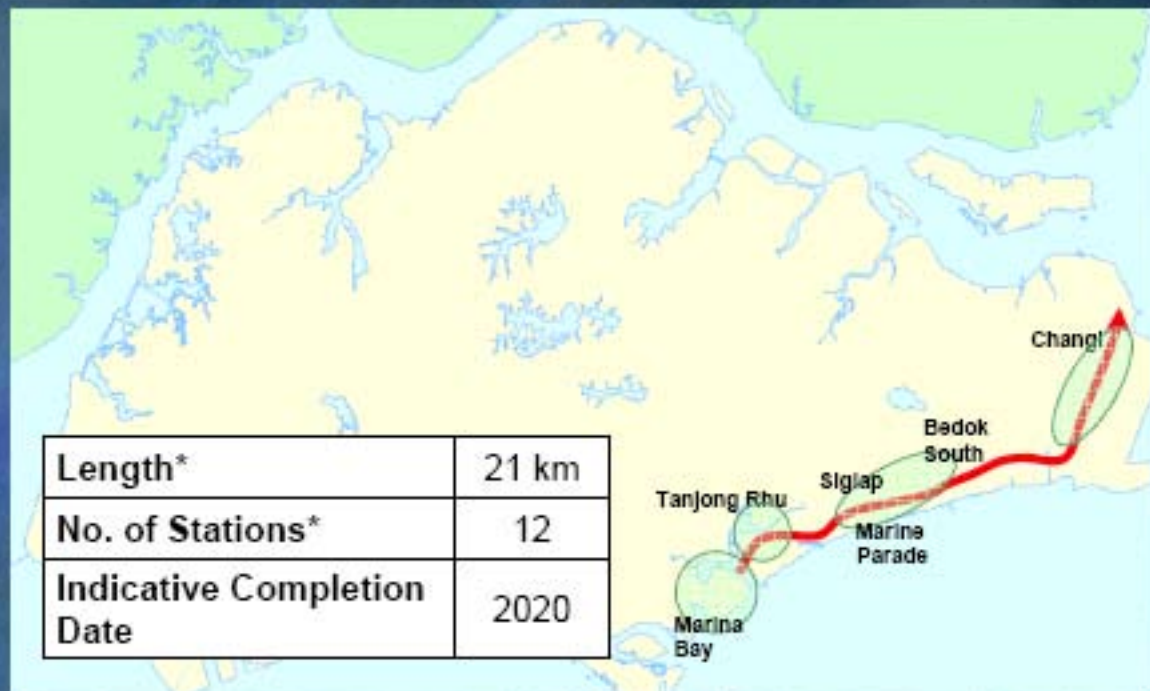 Changi
Bedok
South
Siglap
Tanjong Rhu
Marine
Parade
Marina
Bay
Length* 21 km
No. of Stations* 12
Indicative Completion
Date 2020